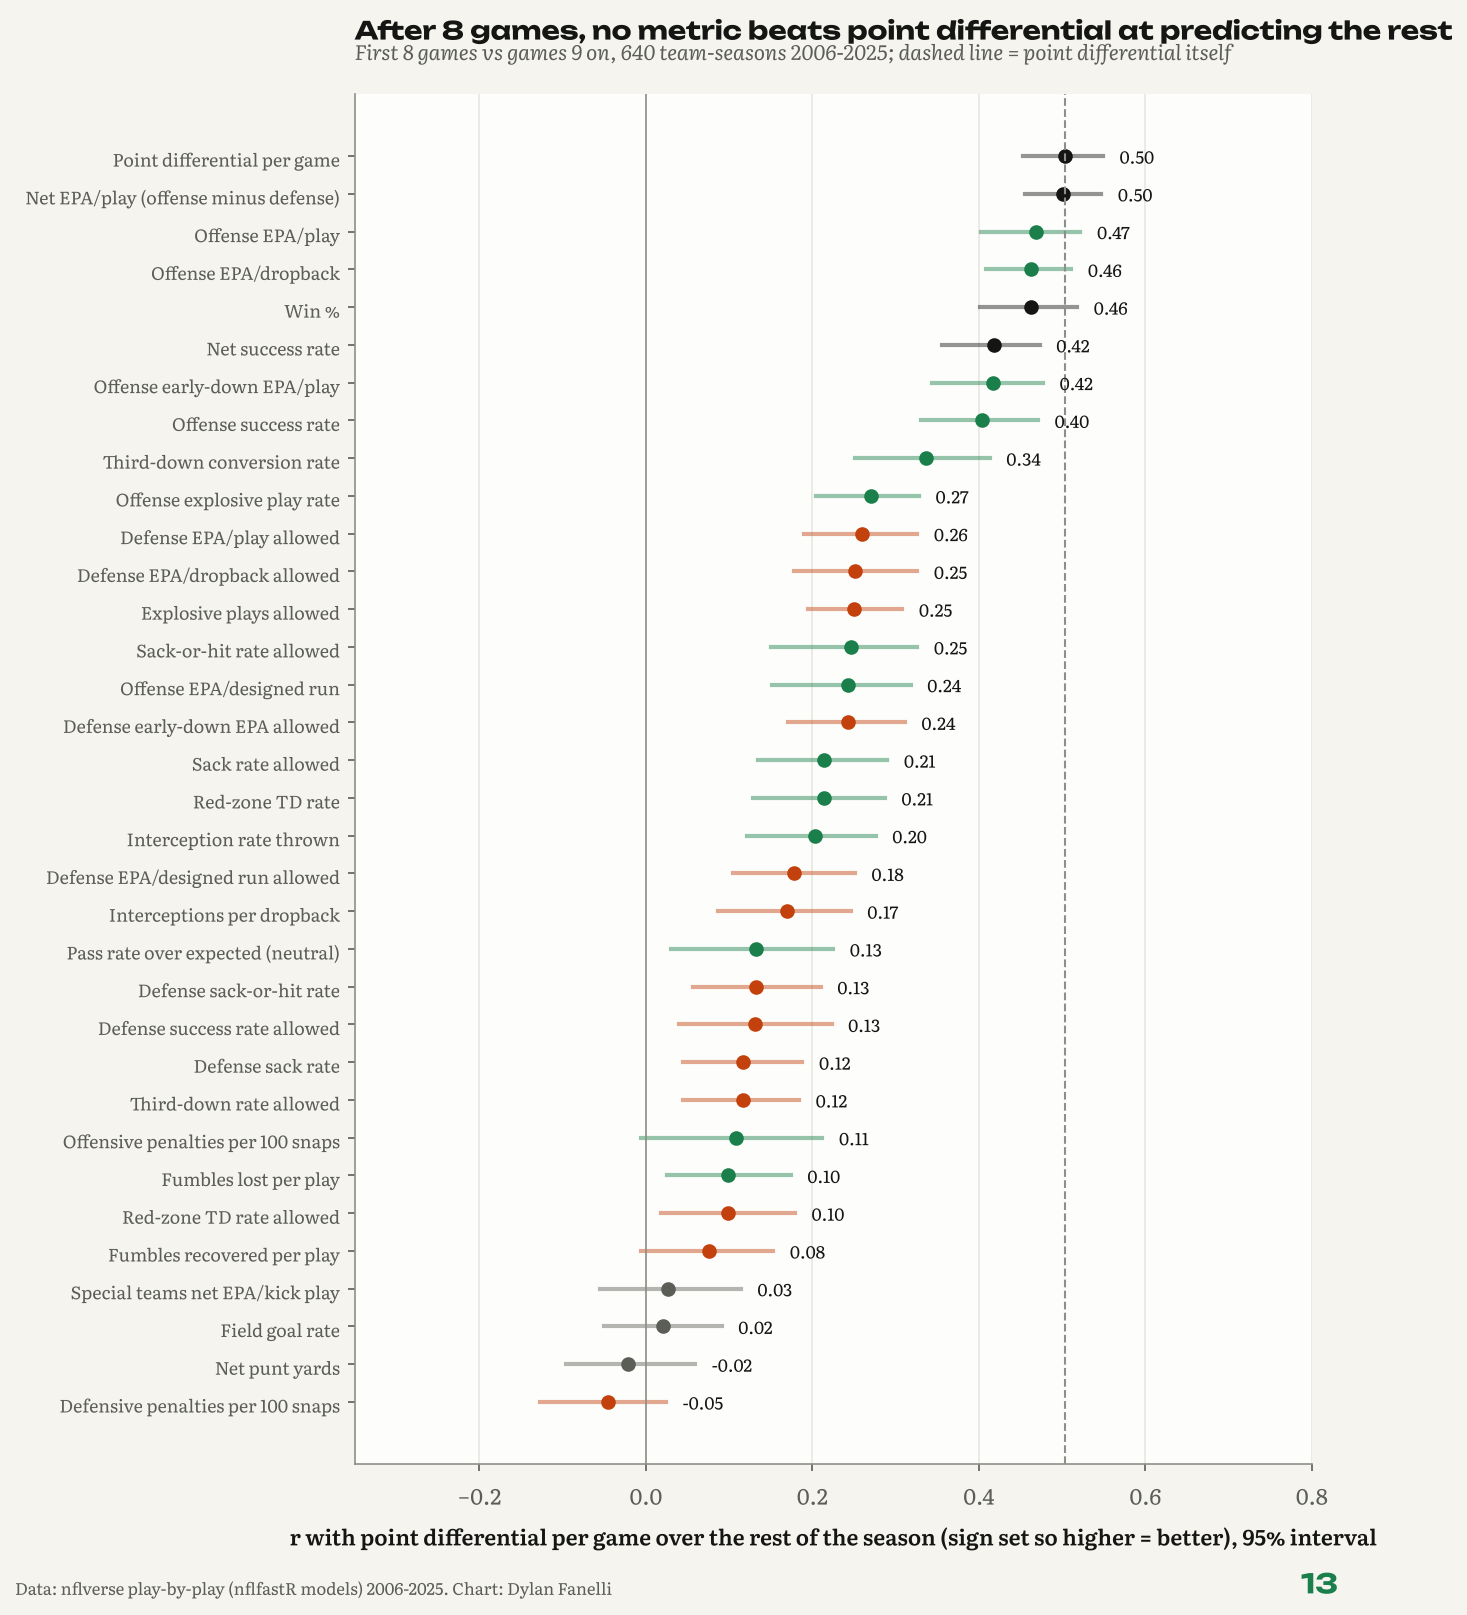 After 8 games, no metric beats point differential at predicting the rest
First 8 games vs games 9 on, 640 team-seasons 2006-2025; dashed line = point differential itself
Point differential per game 0.50
Net EPA/play (offense minus defense) 0.50
Offense EPA/play 0.47
Offense EPA/dropback 0.46
Win % 0.46
Net success rate 0.42
Offense early-down EPA/play 0.42
Offense success rate 0.40
Third-down conversion rate 0.34
Offense explosive play rate 0.27
Defense EPA/play allowed 0.26
Defense EPA/dropback allowed 0.25
Explosive plays allowed 0.25
Sack-or-hit rate allowed 0.25
Offense EPA/designed run 0.24
Defense early-down EPA allowed 0.24
Sack rate allowed 0.21
Red-zone TD rate 0.21
Interception rate thrown 0.20
Defense EPA/designed run allowed 0.18
Interceptions per dropback 0.17
Pass rate over expected (neutral) 0.13
Defense sack-or-hit rate 0.13
Defense success rate allowed 0.13
Defense sack rate 0.12
Third-down rate allowed 0.12
Offensive penalties per 100 snaps 0.11
Fumbles lost per play 0.10
Red-zone TD rate allowed 0.10
Fumbles recovered per play 0.08
Special teams net EPA/kick play 0.03
Field goal rate 0.02
Net punt yards -0.02
Defensive penalties per 100 snaps -0.05
−0.2 0.0 0.2 0.4 0.6 0.8
r with point differential per game over the rest of the season (sign set so higher = better), 95% interval
Data: nflverse play-by-play (nflfastR models) 2006-2025. Chart: Dylan Fanelli
13